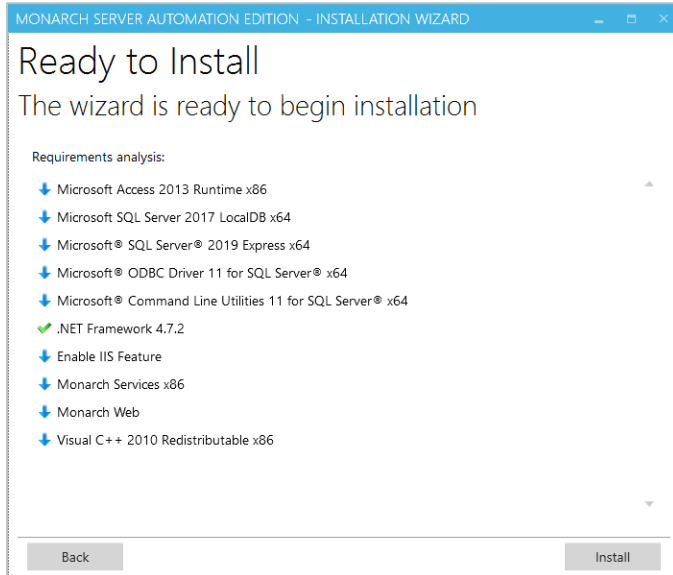 MONARCH SERVER AUTOMATION EDITION - INSTALLATION WIZARD
Ready to Install
The wizard is ready to begin installation
Requirements analysis:
Microsoft Access 2013 Runtime x86
Microsoft SQL Server 2017 LocalDB x64
Microsoft® SQL Server® 2019 Express x64
Microsoft® ODBC Driver 11 for SQL Server® x64
Microsoft® Command Line Utilities 11 for SQL Server® x64
.NET Framework 4.7.2
Enable IIS Feature
Monarch Services x86
Monarch Web
Visual C++ 2010 Redistributable x86
Back Install